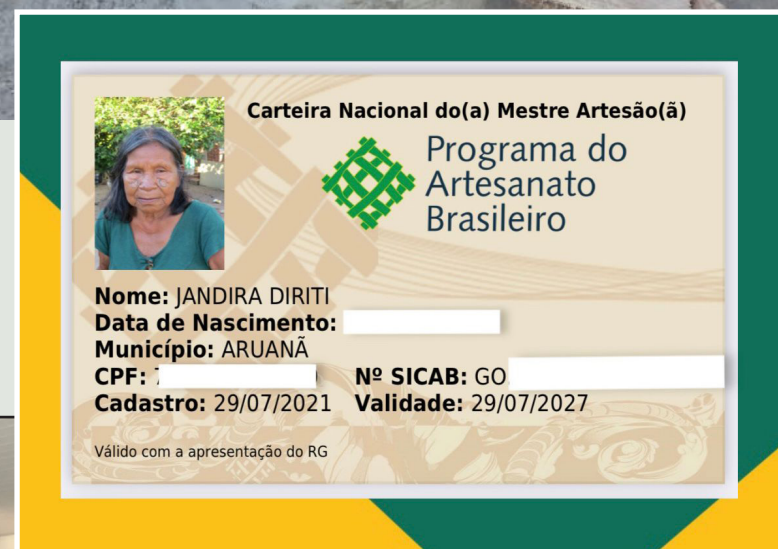 Carteira Nacional do(a) Mestre Artesão(ã)
Programa do
Artesanato
Brasileiro
Nome: JANDIRA DIRITI
Data de Nascimento:
Município: ARUANÃ
CPF:
Nº SICAB: GO
Cadastro: 29/07/2021 Validade: 29/07/2027
Válido com a apresentação do RG